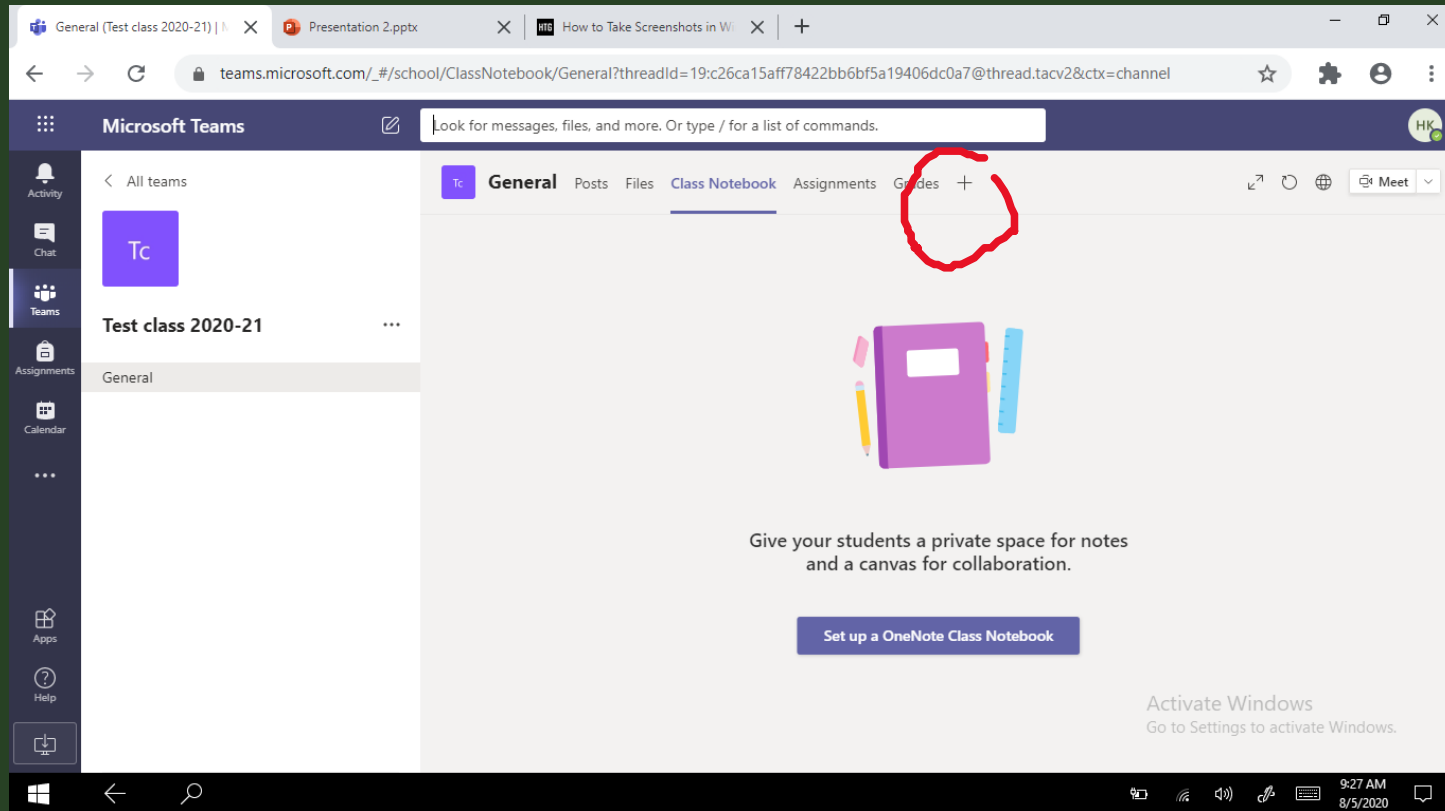 General (Test class 2020-21) | M
Presentation 2.pptx
HTG How to Take Screenshots in Wi
teams.microsoft.com/_#/school/ClassNotebook/General?threadId=19:c26ca15aff78422bb6bf5a19406dc0a7@thread.tacv2&ctx=channel
Microsoft Teams
Look for messages, files, and more. Or type / for a list of commands.
HK
Activity
Chat
Teams
Assignments
Calendar
Apps
Help
All teams
Tc
Test class 2020-21
General
Tc General Posts Files Class Notebook Assignments Grades
Meet
Give your students a private space for notes
and a canvas for collaboration.
Set up a OneNote Class Notebook
Activate Windows
Go to Settings to activate Windows.
9:27 AM
8/5/2020